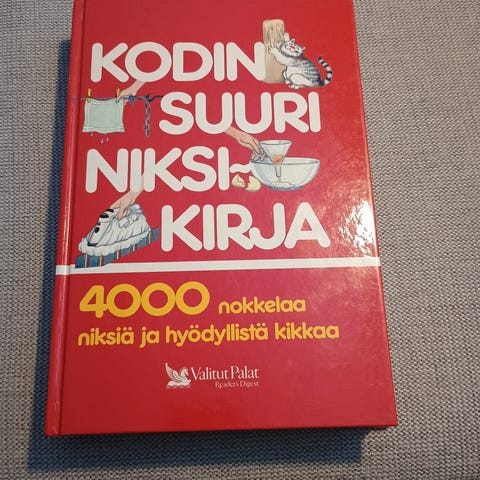 KODIN
SUURI
NIKSI-
KIRJA
4000 nokkelaa
niksiä ja hyödyllistä kikkaa
Valitut Palat
Reader's Digest